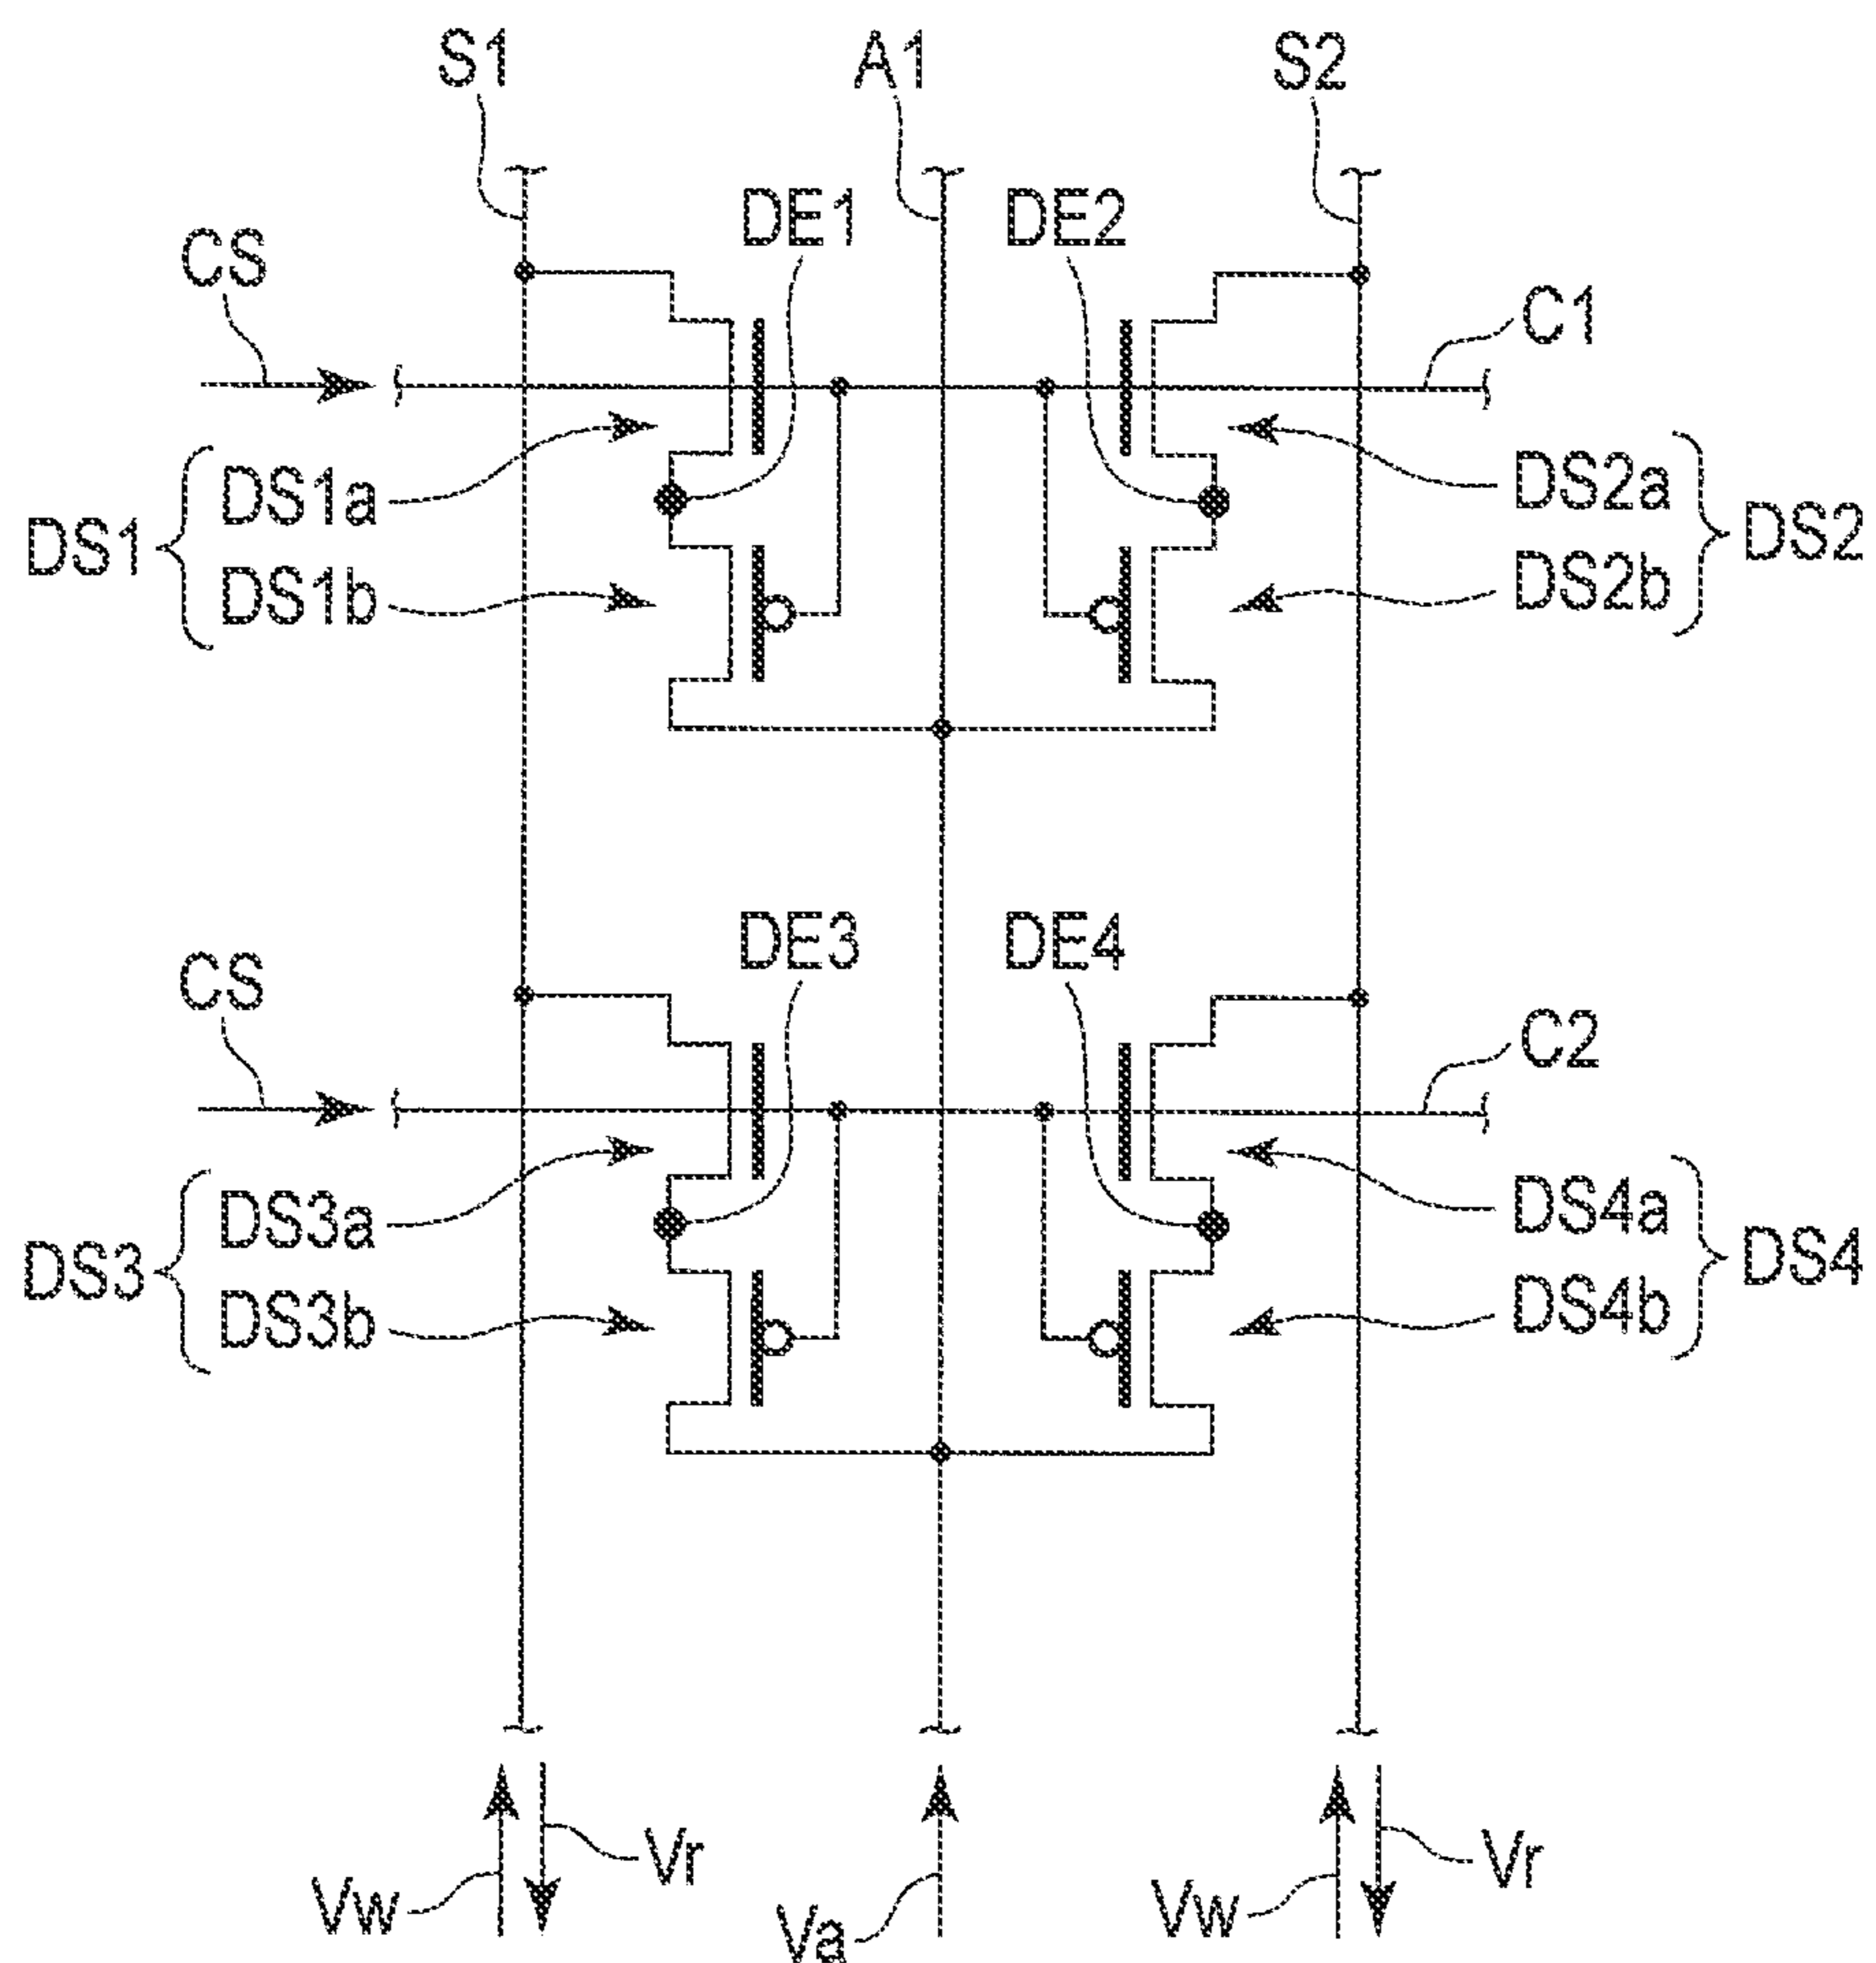 S1 A1 S2
DE1 DE2
CS
C1
DS1a DS2a
DS1 DS2
DS1b DS2b
DE3 DE4
CS
C2
DS3a DS4a
DS3 DS4
DS3b DS4b
Vr Vr
Vw Va Vw